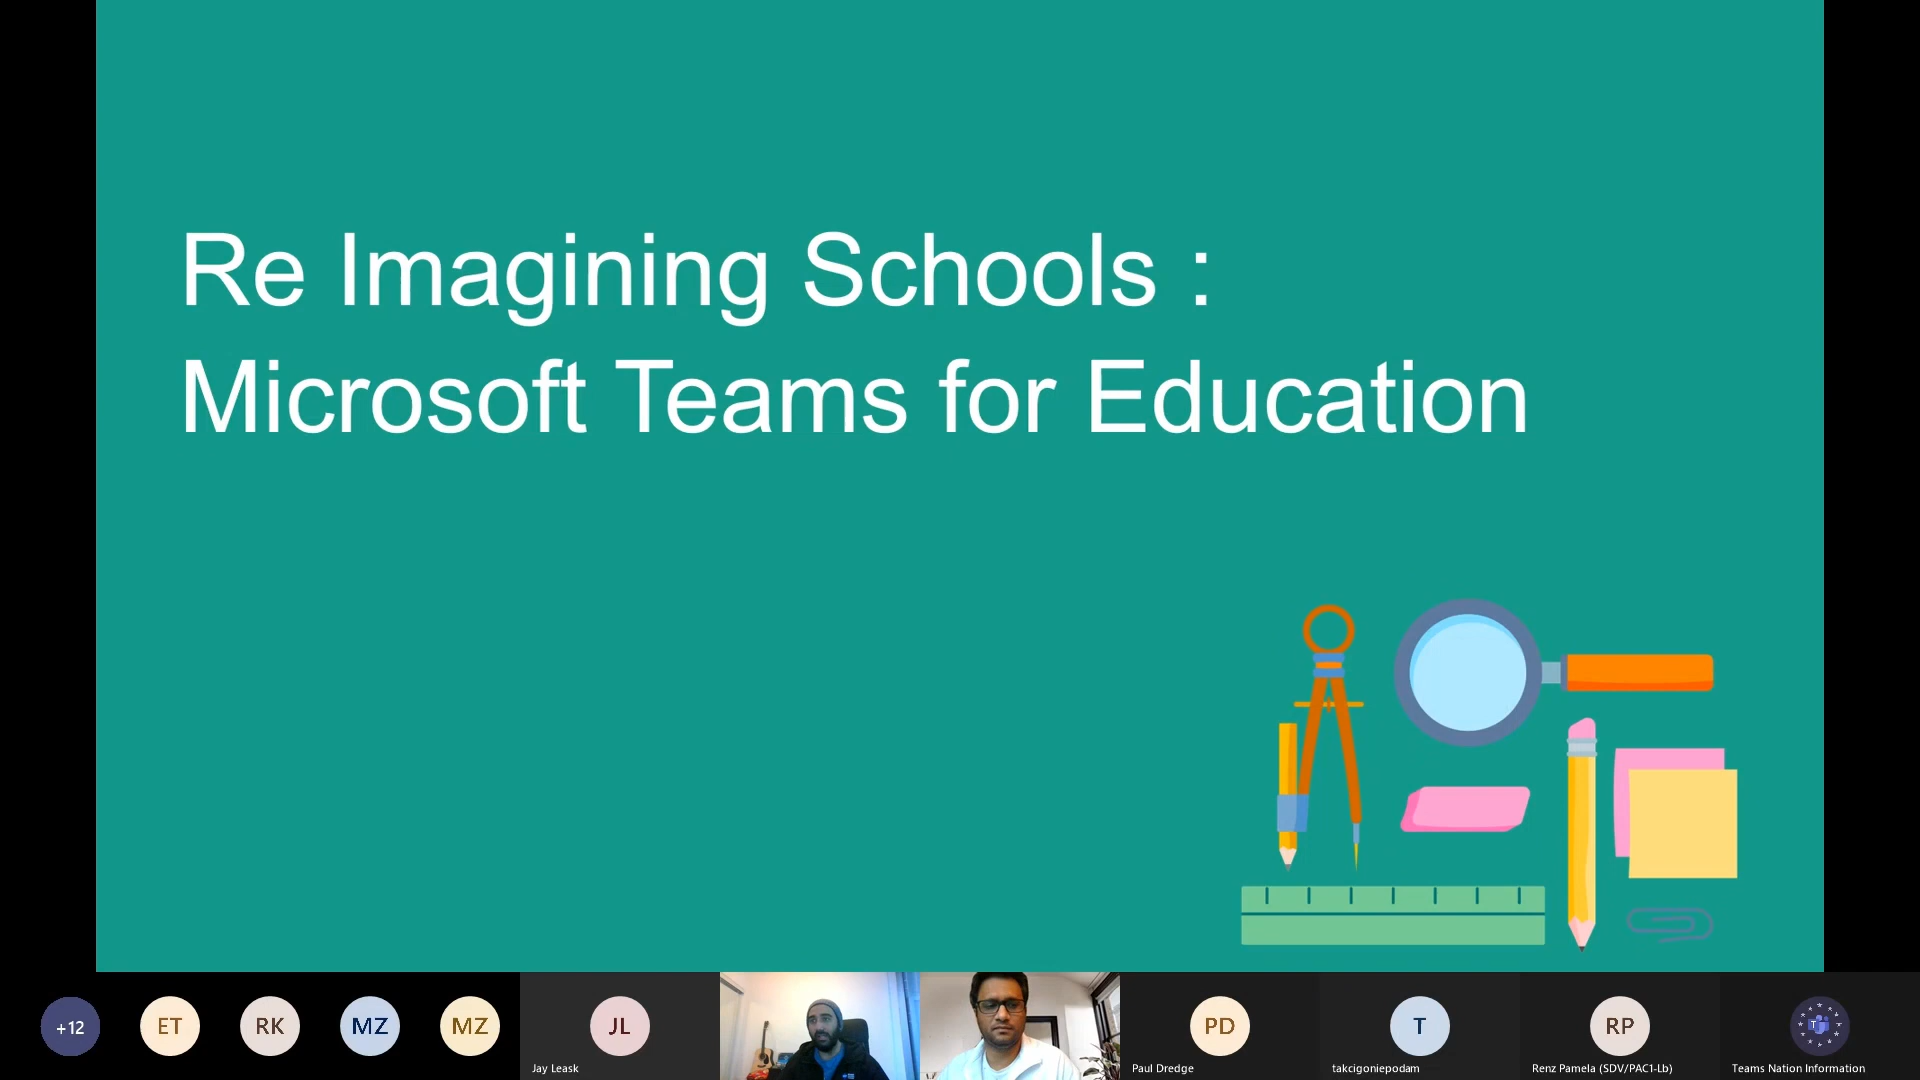 Re Imagining Schools :
Microsoft Teams for Education
+12
ET
RK
MZ
MZ
JL
Jay Leask
PD
Paul Dredge
T
takcigoniepodam
RP
Renz Pamela (SDV/PAC1-Lb)
T
Teams Nation Information